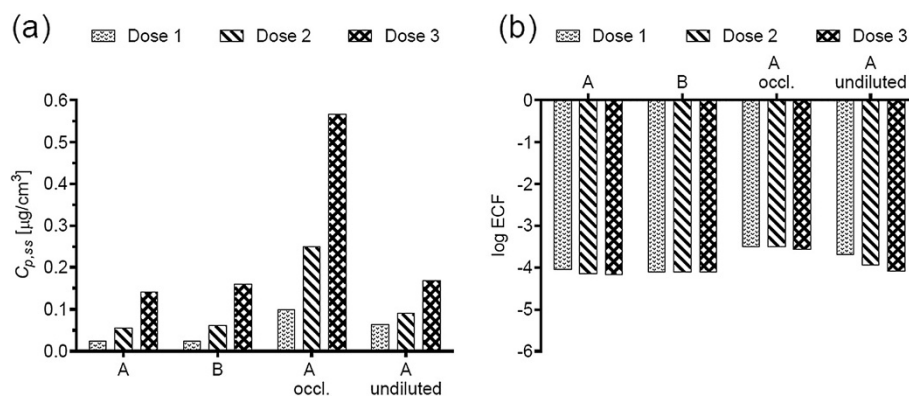 (a)
Dose 1 Dose 2 Dose 3
C_p,ss [µg/cm³]
0.6
0.5
0.4
0.3
0.2
0.1
0.0
A B A occl. A undiluted
(b)
Dose 1 Dose 2 Dose 3
A B A occl. A undiluted
log ECF
0
-1
-2
-3
-4
-5
-6